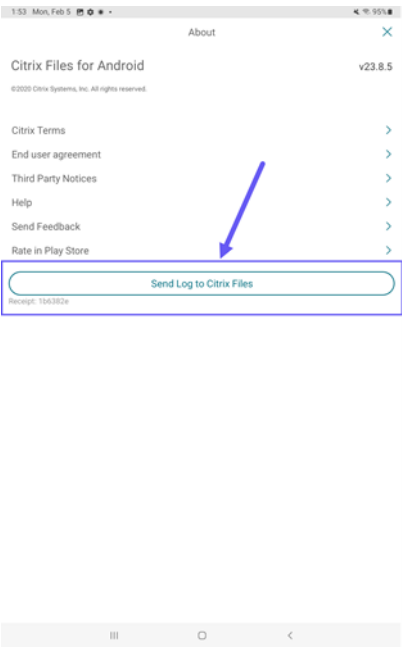 1:53 Mon, Feb 5 95%
About
Citrix Files for Android v23.8.5
©2020 Citrix Systems, Inc. All rights reserved.
Citrix Terms
End user agreement
Third Party Notices
Help
Send Feedback
Rate in Play Store
Send Log to Citrix Files
Receipt: 1b6382e